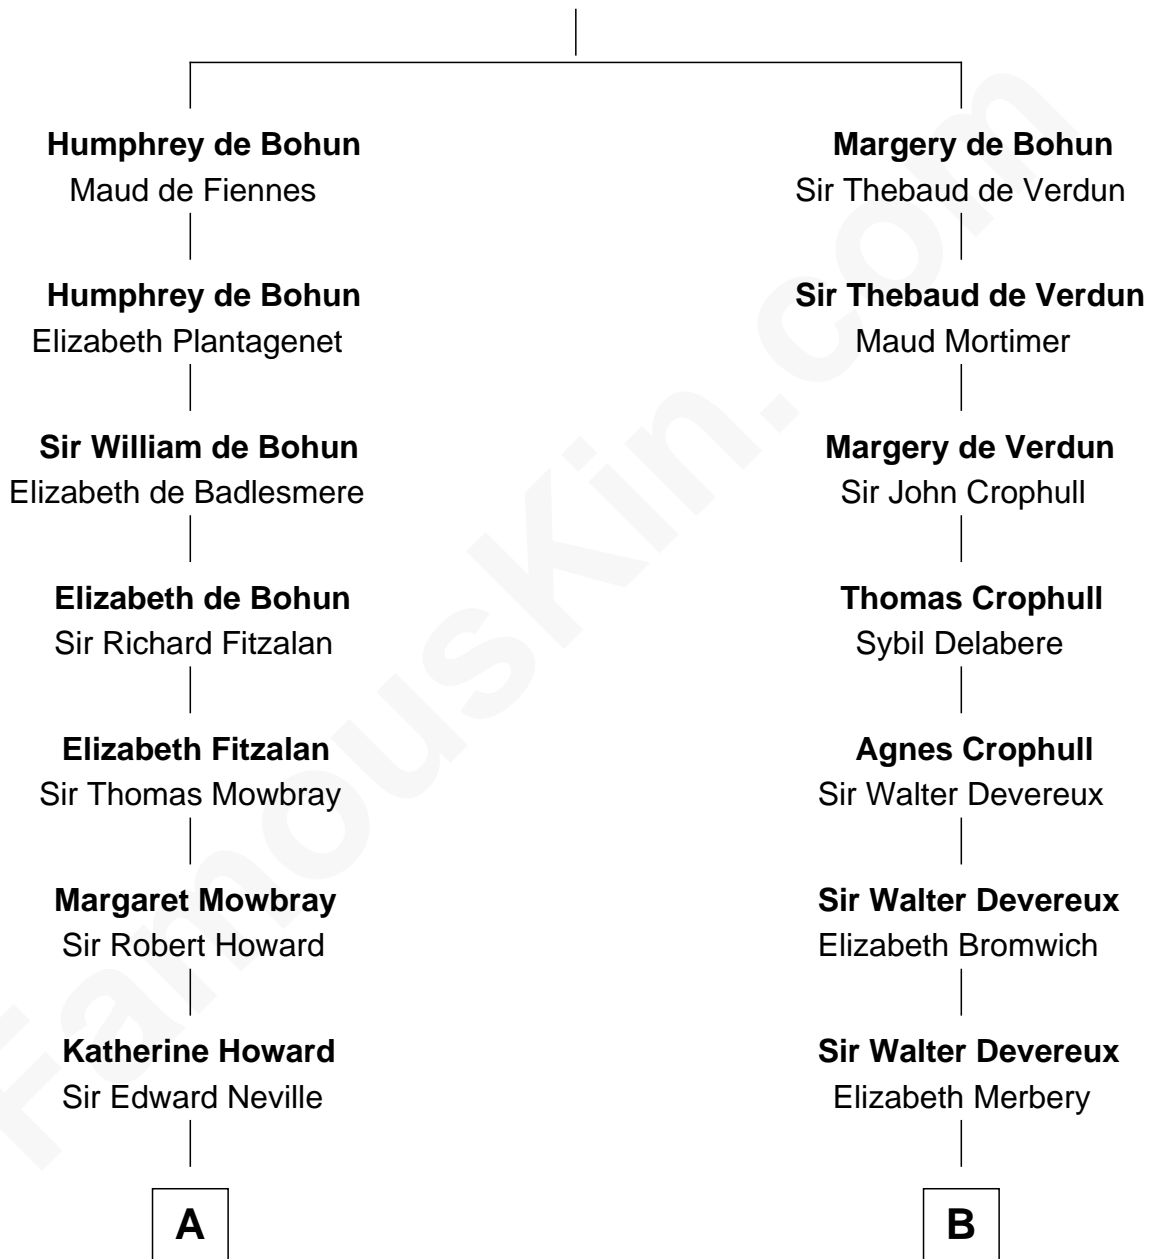 Humphrey de Bohun
Maud de Fiennes
Humphrey de Bohun
Elizabeth Plantagenet
Sir William de Bohun
Elizabeth de Badlesmere
Elizabeth de Bohun
Sir Richard Fitzalan
Elizabeth Fitzalan
Sir Thomas Mowbray
Margaret Mowbray
Sir Robert Howard
Katherine Howard
Sir Edward Neville
A
Margery de Bohun
Sir Thebaud de Verdun
Sir Thebaud de Verdun
Maud Mortimer
Margery de Verdun
Sir John Crophull
Thomas Crophull
Sybil Delabere
Agnes Crophull
Sir Walter Devereux
Sir Walter Devereux
Elizabeth Bromwich
Sir Walter Devereux
Elizabeth Merbery
B
FamousKin.com